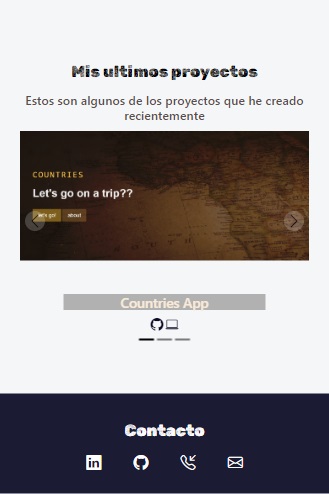 Mis ultimos proyectos
Estos son algunos de los proyectos que he creado
recientemente
COUNTRIES
Let's go on a trip??
let's go! about
Countries App
Contacto